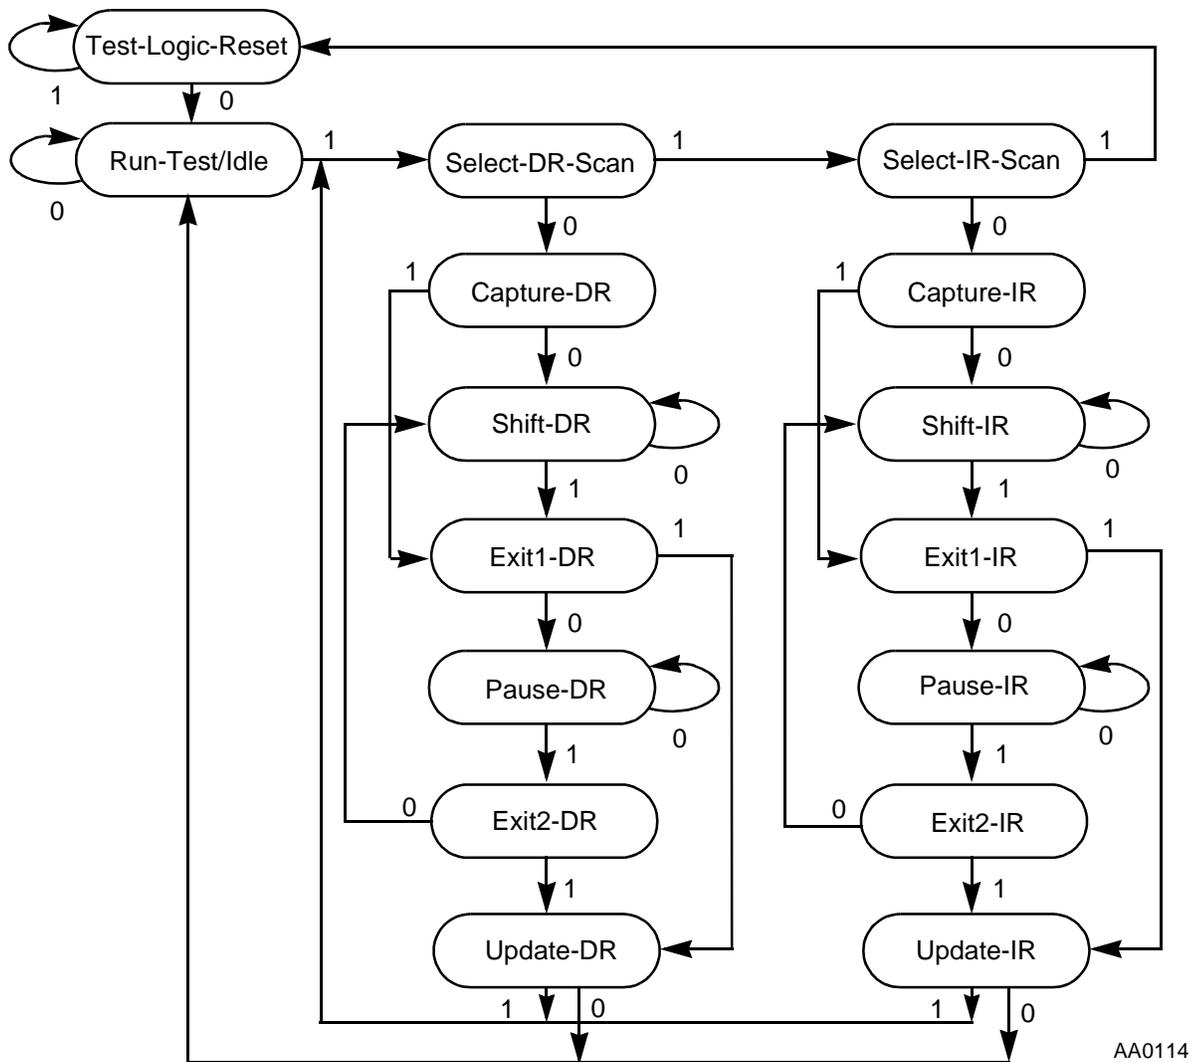 Test-Logic-Reset
1
0
Run-Test/Idle
1
Select-DR-Scan
1
Select-IR-Scan
1
0
0
0
1
Capture-DR
1
Capture-IR
0
0
Shift-DR
Shift-IR
0
0
1
1
Exit1-DR
1
Exit1-IR
1
0
0
Pause-DR
Pause-IR
0
0
1
1
0
Exit2-DR
0
Exit2-IR
1
1
Update-DR
Update-IR
1
0
1
0
AA0114